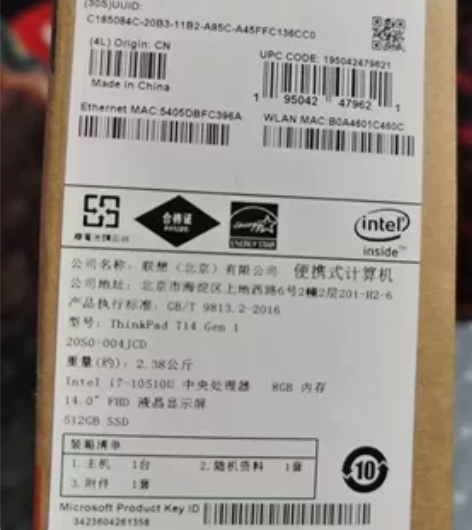 (30S)UUID:
C185084C-20B3-11B2-A85C-A45FFC136CC0
(4L) Origin: CN
UPC CODE: 195042479621
Made in China
1 95042 47962 1
Ethernet MAC:5405DBFC396A
WLAN MAC:B0A4601C460C
合格证
ENERGY STAR
intel
inside™
公司名称: 联想（北京）有限公司 便携式计算机
公司地址: 北京市海淀区上地西路6号2幢2层201-H2-6
产品执行标准: GB/T 9813.2-2016
型号: ThinkPad T14 Gen 1
20S0-004JCD
重量(约): 2.38公斤
Intel i7-10510U 中央处理器 8GB 内存
14.0" FHD 液晶显示屏
512GB SSD
装箱清单
1.主机 1台 2.随机资料 1套
3.附件 1套
10
Microsoft Product Key ID
3423604261358